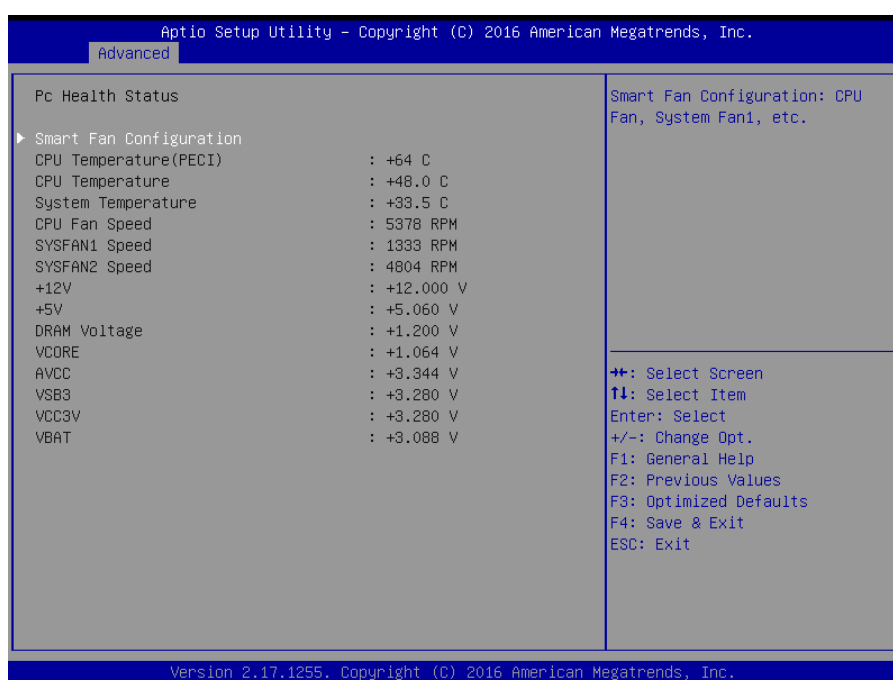 Aptio Setup Utility – Copyright (C) 2016 American Megatrends, Inc.
Advanced
Pc Health Status
Smart Fan Configuration
CPU Temperature(PECI) : +64 C
CPU Temperature : +48.0 C
System Temperature : +33.5 C
CPU Fan Speed : 5378 RPM
SYSFAN1 Speed : 1333 RPM
SYSFAN2 Speed : 4804 RPM
+12V : +12.000 V
+5V : +5.060 V
DRAM Voltage : +1.200 V
VCORE : +1.064 V
AVCC : +3.344 V
VSB3 : +3.280 V
VCC3V : +3.280 V
VBAT : +3.088 V
Smart Fan Configuration: CPU
Fan, System Fan1, etc.
→←: Select Screen
↑↓: Select Item
Enter: Select
+/-: Change Opt.
F1: General Help
F2: Previous Values
F3: Optimized Defaults
F4: Save & Exit
ESC: Exit
Version 2.17.1255. Copyright (C) 2016 American Megatrends, Inc.